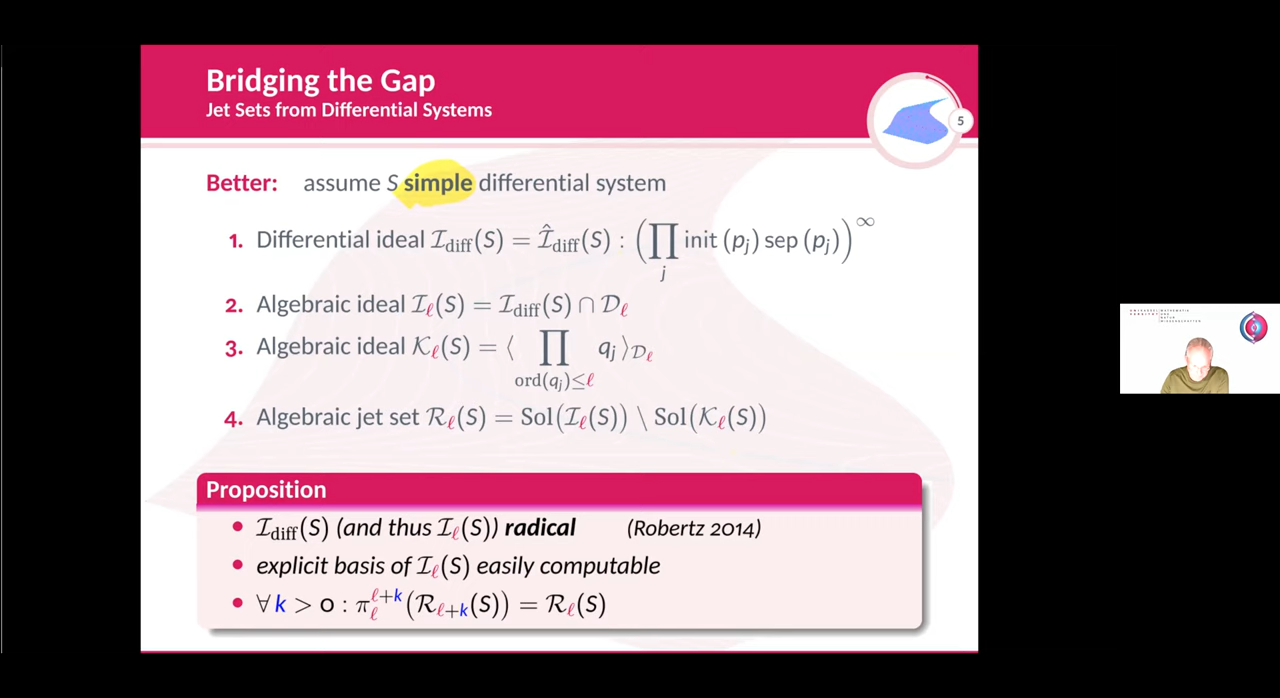 Bridging the Gap
Jet Sets from Differential Systems
5
Better: assume S simple differential system
1. Differential ideal ℐ_diff(S) = ℐ̂_diff(S) : (∏_j init (p_j) sep (p_j))^∞
2. Algebraic ideal ℐ_ℓ(S) = ℐ_diff(S) ∩ 𝒟_ℓ
3. Algebraic ideal 𝒦_ℓ(S) = ⟨ ∏_{ord(q_j)≤ℓ} q_j ⟩_{𝒟_ℓ}
4. Algebraic jet set ℛ_ℓ(S) = Sol(ℐ_ℓ(S)) \ Sol(𝒦_ℓ(S))
Proposition
• ℐ_diff(S) (and thus ℐ_ℓ(S)) radical (Robertz 2014)
• explicit basis of ℐ_ℓ(S) easily computable
• ∀ k > 0 : π_ℓ^{ℓ+k}(ℛ_{ℓ+k}(S)) = ℛ_ℓ(S)